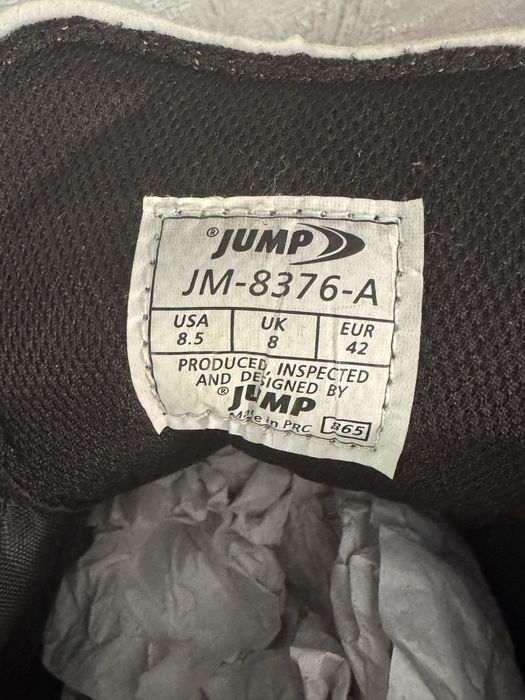 ® JUMP
JM-8376-A
USA UK EUR
8.5 8 42
PRODUCED, INSPECTED
AND DESIGNED BY
® JUMP
Made in PRC 865